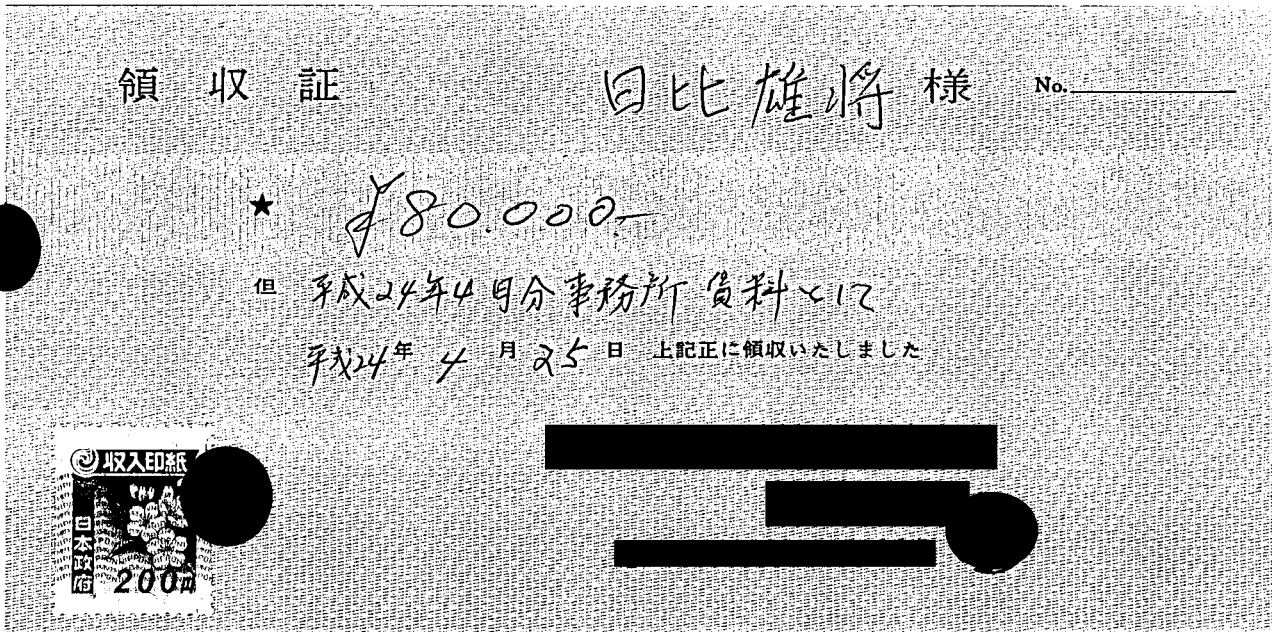 領収証 日比雄将 様 No.
★ ¥80.000.-
但 平成24年4月分事務所賃料として
平成24年 4月 25日 上記正に領収いたしました
収入印紙
日本政府
200円